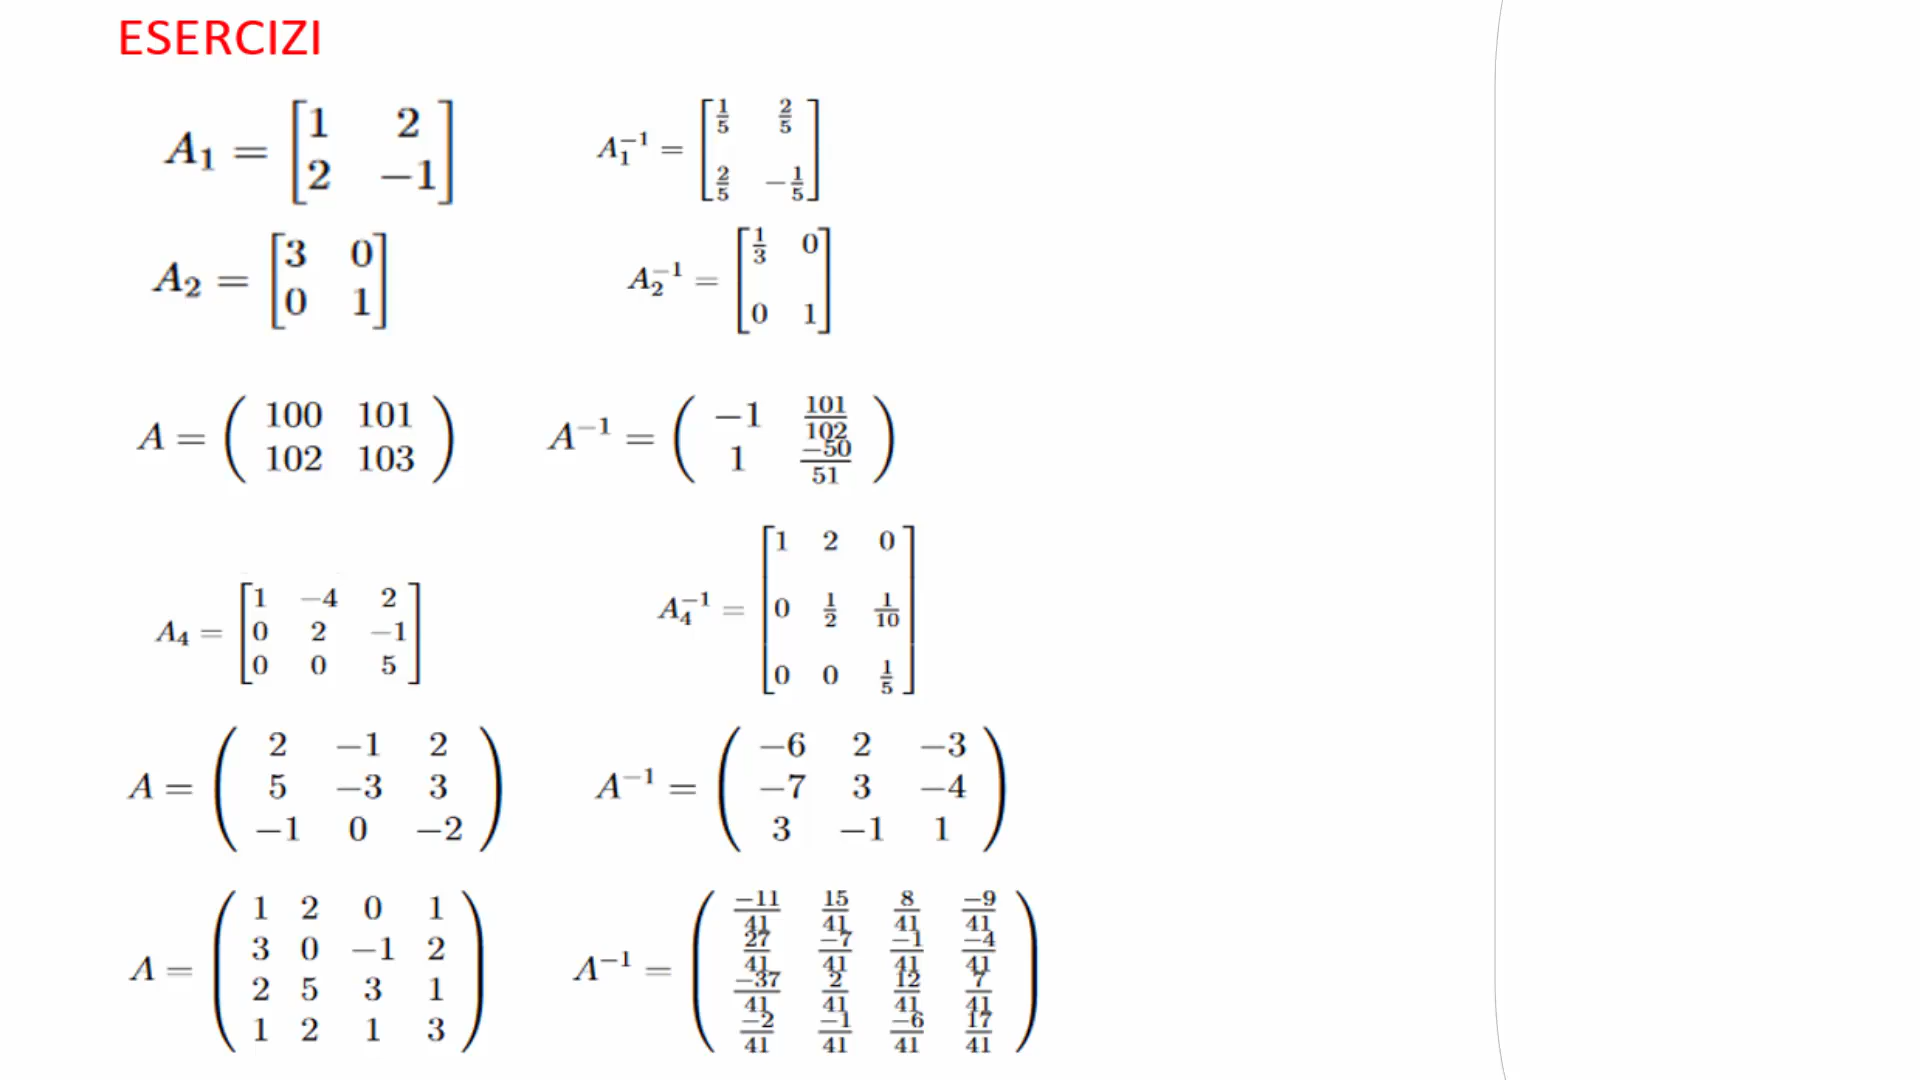 ESERCIZI
A₁ = [1 2
2 −1]
A₁⁻¹ = [1/5 2/5
2/5 −1/5]
A₂ = [3 0
0 1]
A₂⁻¹ = [1/3 0
0 1]
A = (100 101
102 103)
A⁻¹ = (−1 101/102
1 −50/51)
A₄ = [1 −4 2
0 2 −1
0 0 5]
A₄⁻¹ = [1 2 0
0 1/2 1/10
0 0 1/5]
A = (2 −1 2
5 −3 3
−1 0 −2)
A⁻¹ = (−6 2 −3
−7 3 −4
3 −1 1)
A = (1 2 0 1
3 0 −1 2
2 5 3 1
1 2 1 3)
A⁻¹ = (−11/41 15/41 8/41 −9/41
27/41 −7/41 −1/41 −4/41
−37/41 2/41 12/41 7/41
−2/41 −1/41 −6/41 17/41)